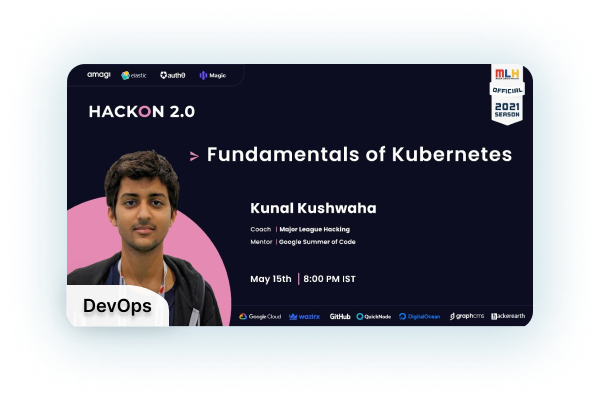 amagi elastic auth0 Magic
MLH
OFFICIAL
2021
SEASON
HACKON 2.0
> Fundamentals of Kubernetes
Kunal Kushwaha
Coach | Major League Hacking
Mentor | Google Summer of Code
May 15th | 8:00 PM IST
DevOps
Google Cloud wazirx GitHub QuickNode DigitalOcean graphcms hackerearth